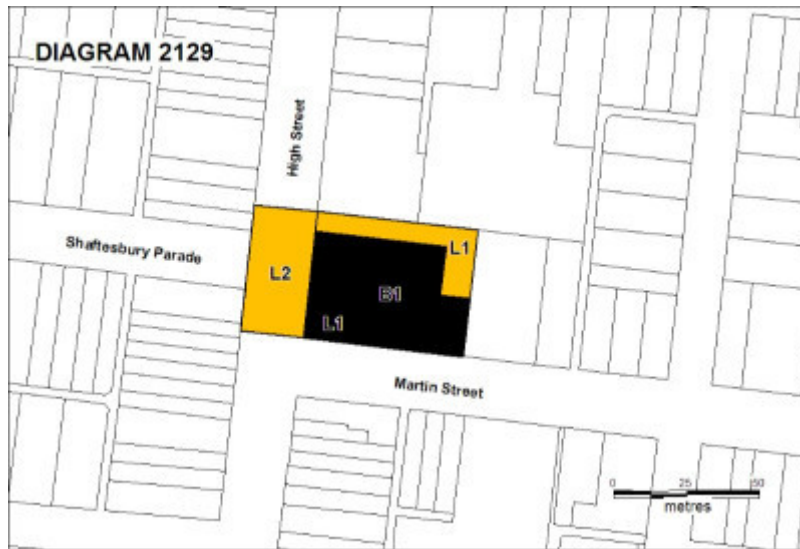 DIAGRAM 2129
High Street
Shaftesbury Parade
L2
L1
B1
L1
Martin Street
0 25 50
metres